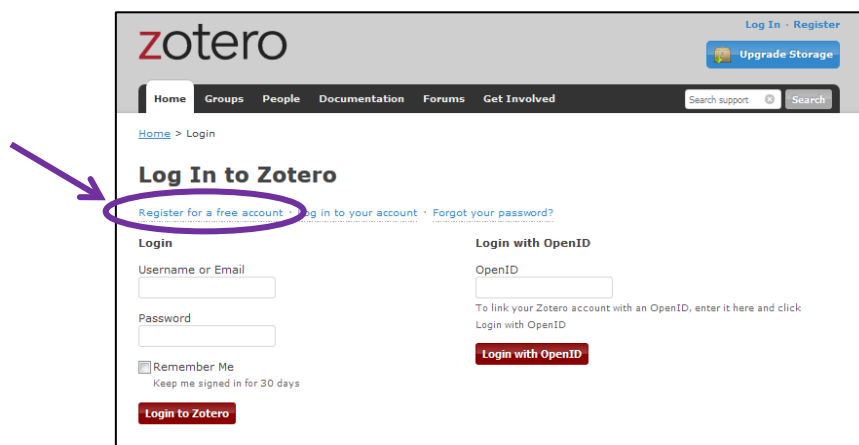 zotero
Log In · Register
Upgrade Storage
Home Groups People Documentation Forums Get Involved
Search support Search
Home > Login
Log In to Zotero
Register for a free account · Log in to your account · Forgot your password?
Login
Username or Email
Password
Remember Me
Keep me signed in for 30 days
Login to Zotero
Login with OpenID
OpenID
To link your Zotero account with an OpenID, enter it here and click
Login with OpenID
Login with OpenID